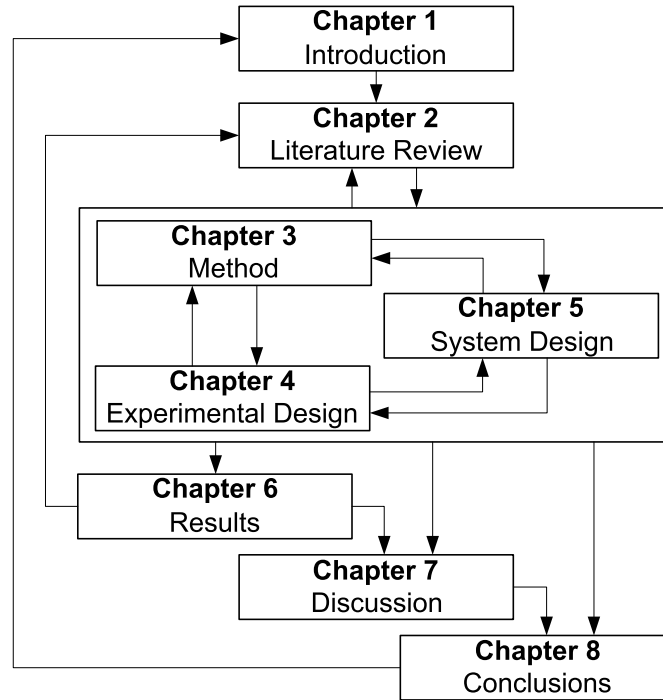 Chapter 1
Introduction
Chapter 2
Literature Review
Chapter 3
Method
Chapter 5
System Design
Chapter 4
Experimental Design
Chapter 6
Results
Chapter 7
Discussion
Chapter 8
Conclusions